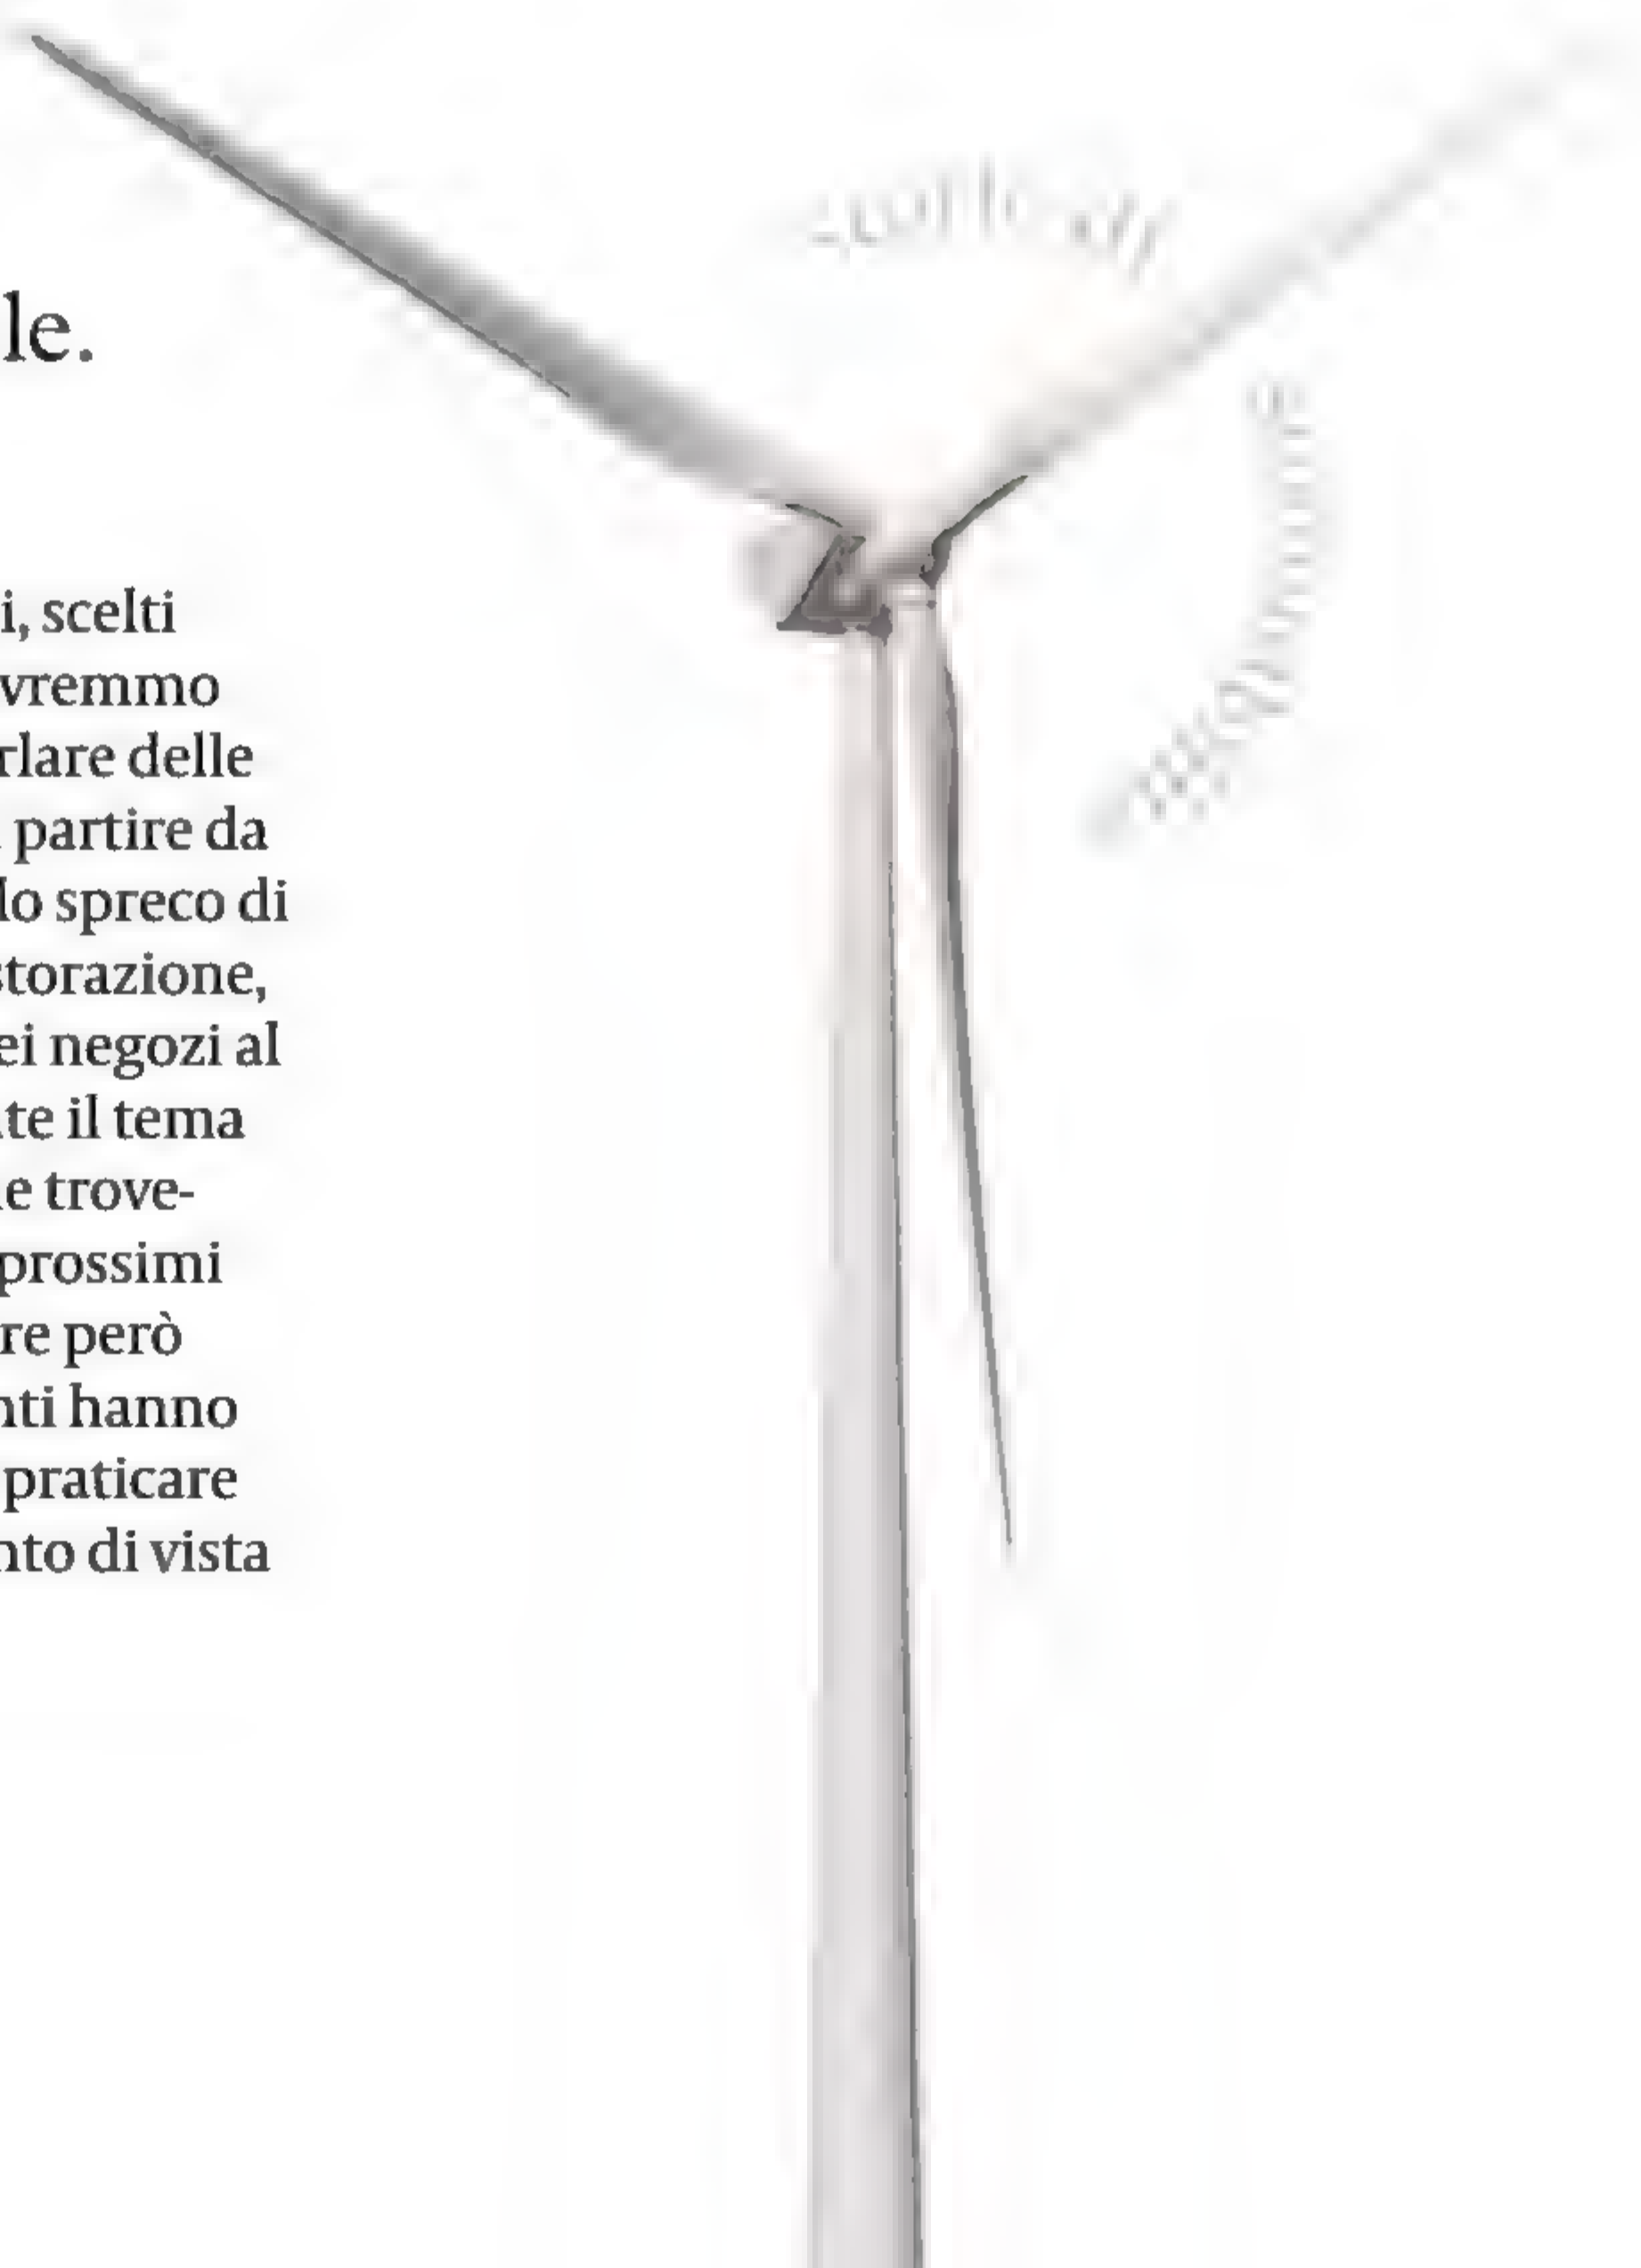 le.
i, scelti
vremmo
rlare delle
partire da
lo spreco di
storazione,
ei negozi al
te il tema
e trove-
prossimi
re però
nti hanno
praticare
nto di vista